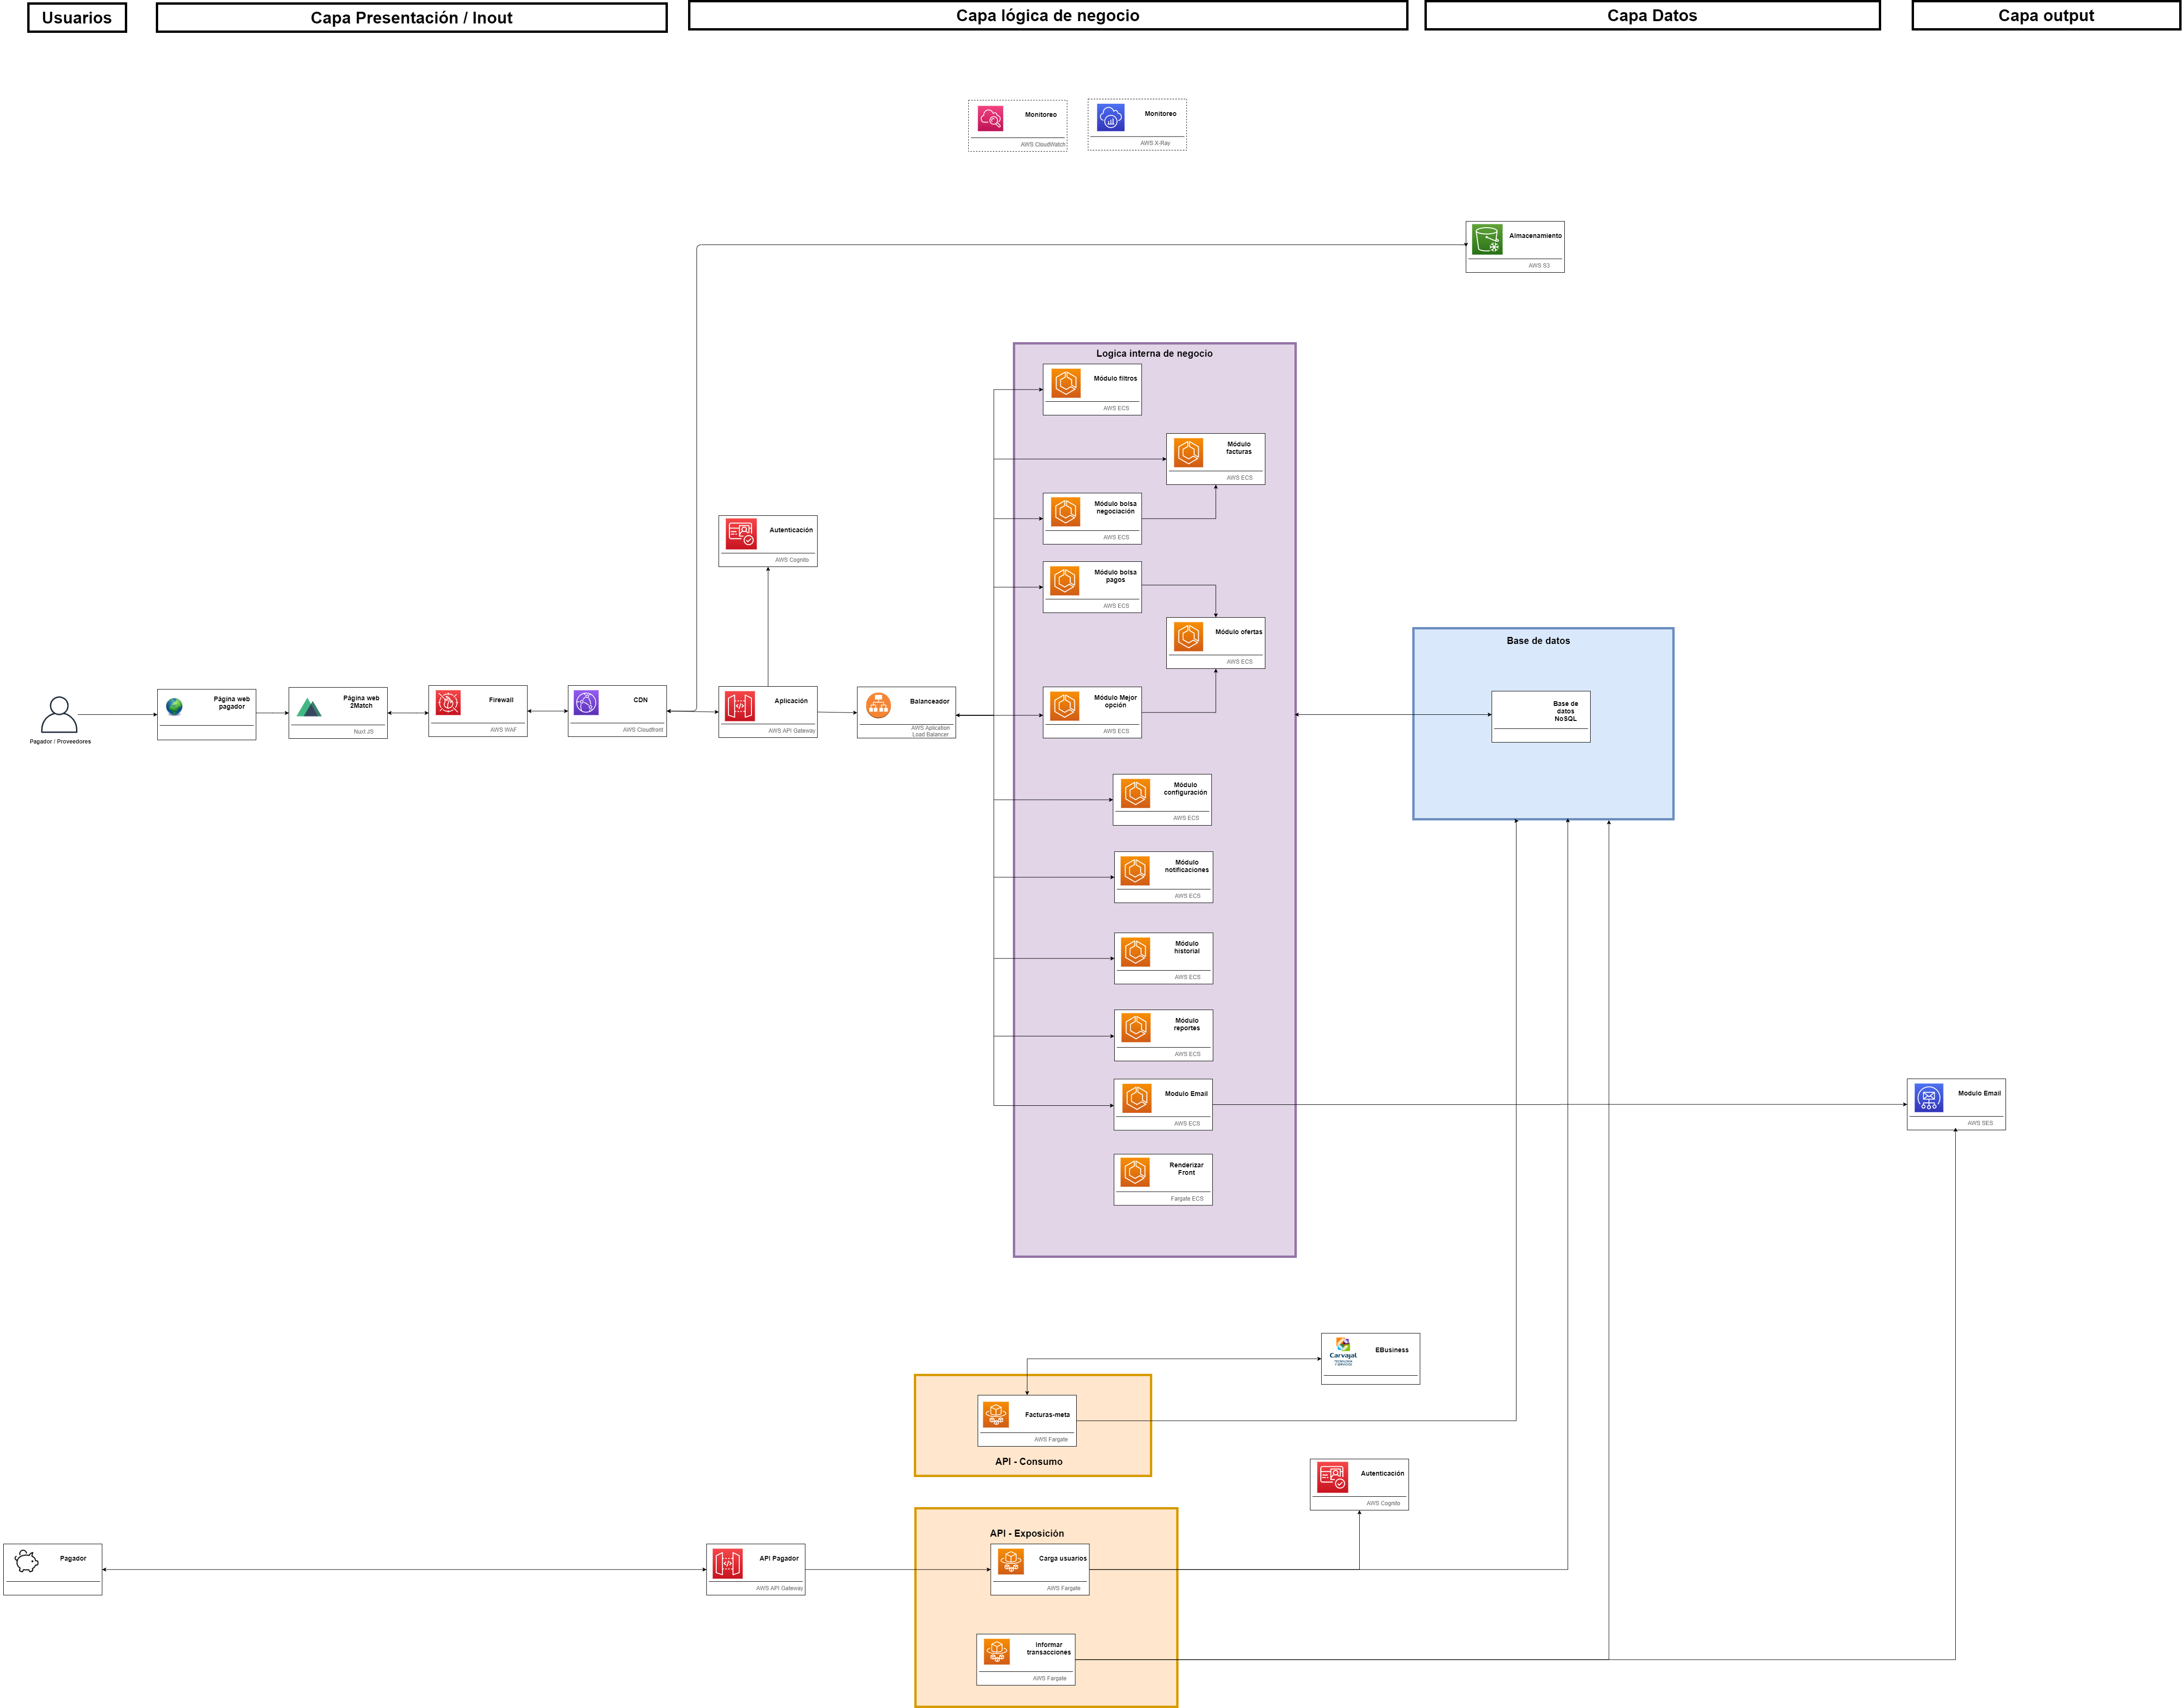 Usuarios
Capa Presentación / Inout
Capa lógica de negocio
Capa Datos
Capa output
Monitoreo
AWS CloudWatch
Monitoreo
AWS X-Ray
Almacenamiento
AWS S3
Logica interna de negocio
Módulo filtros
AWS ECS
Módulo
facturas
AWS ECS
Módulo bolsa
negociación
AWS ECS
Autenticación
AWS Cognito
Módulo bolsa
pagos
AWS ECS
Módulo ofertas
AWS ECS
Base de datos
Pagador / Proveedores
Página web
pagador
Página web
2Match
Nuxt JS
Firewall
AWS WAF
CDN
AWS Cloudfront
Aplicación
AWS API Gateway
Balanceador
AWS Aplication
Load Balancer
Módulo Mejor
opción
AWS ECS
Base de
datos
NoSQL
Módulo
configuración
AWS ECS
Módulo
notificaciones
AWS ECS
Módulo
historial
AWS ECS
Módulo
reportes
AWS ECS
Modulo Email
AWS ECS
Modulo Email
AWS SES
Renderizar
Front
Fargate ECS
Carvajal
TECNOLOGÍA
Y SERVICIOS
EBusiness
Facturas-meta
AWS Fargate
API - Consumo
Autenticación
AWS Cognito
API - Exposición
Pagador
API Pagador
AWS API Gateway
Carga usuarios
AWS Fargate
Informar
transacciones
AWS Fargate